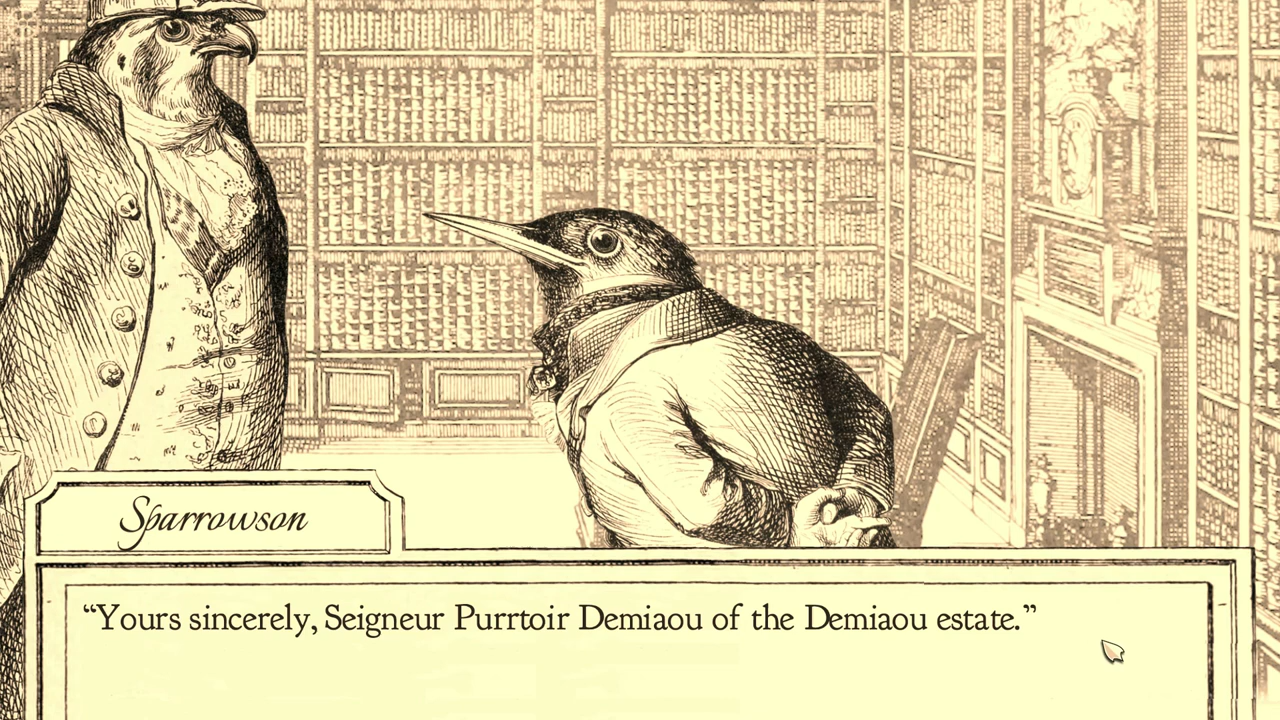 Sparrowson
“Yours sincerely, Seigneur Purrtoir Demiaou of the Demiaou estate.”